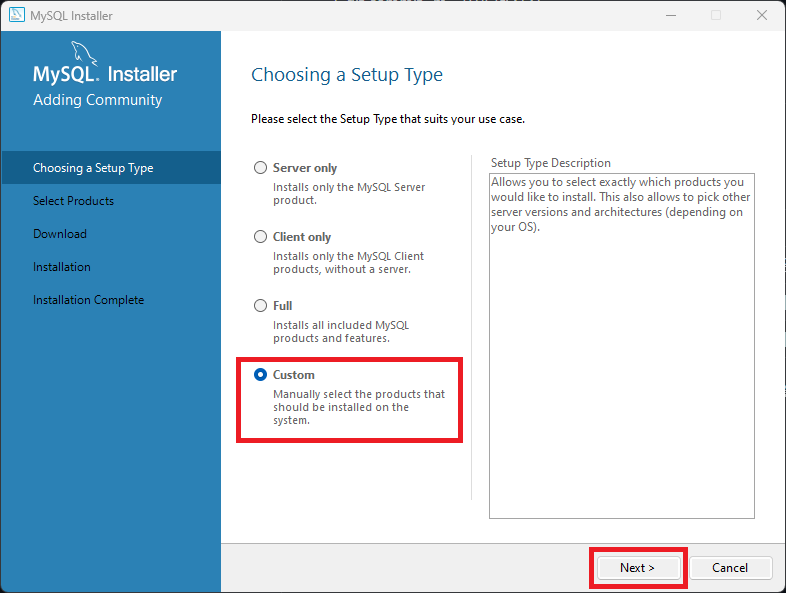 MySQL Installer
MySQL. Installer
Adding Community
Choosing a Setup Type
Select Products
Download
Installation
Installation Complete
Choosing a Setup Type
Please select the Setup Type that suits your use case.
Server only
Installs only the MySQL Server
product.
Client only
Installs only the MySQL Client
products, without a server.
Full
Installs all included MySQL
products and features.
Custom
Manually select the products that
should be installed on the
system.
Setup Type Description
Allows you to select exactly which products you
would like to install. This also allows to pick other
server versions and architectures (depending on
your OS).
Next >
Cancel